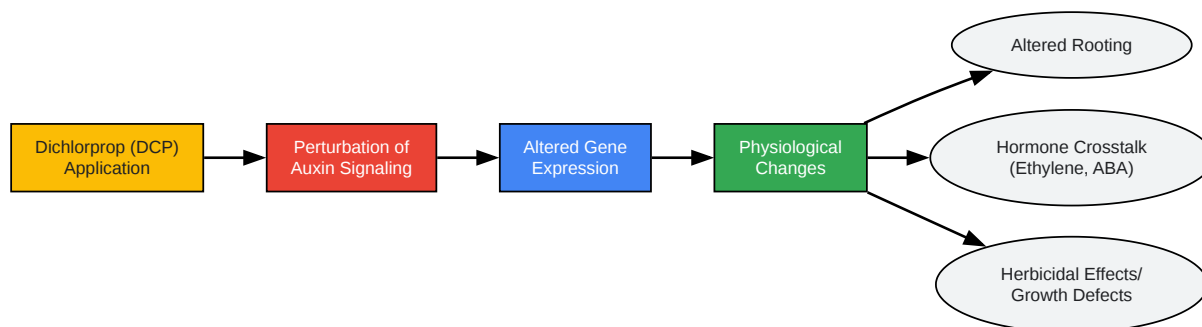 Dichlorprop (DCP)
Application
Perturbation of
Auxin Signaling
Altered Gene
Expression
Physiological
Changes
Altered Rooting
Hormone Crosstalk
(Ethylene, ABA)
Herbicidal Effects/
Growth Defects